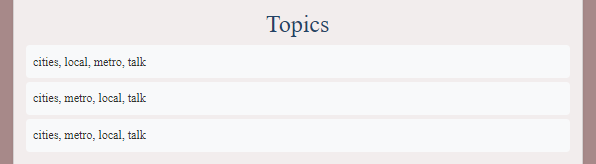 Topics
cities, local, metro, talk
cities, metro, local, talk
cities, metro, local, talk